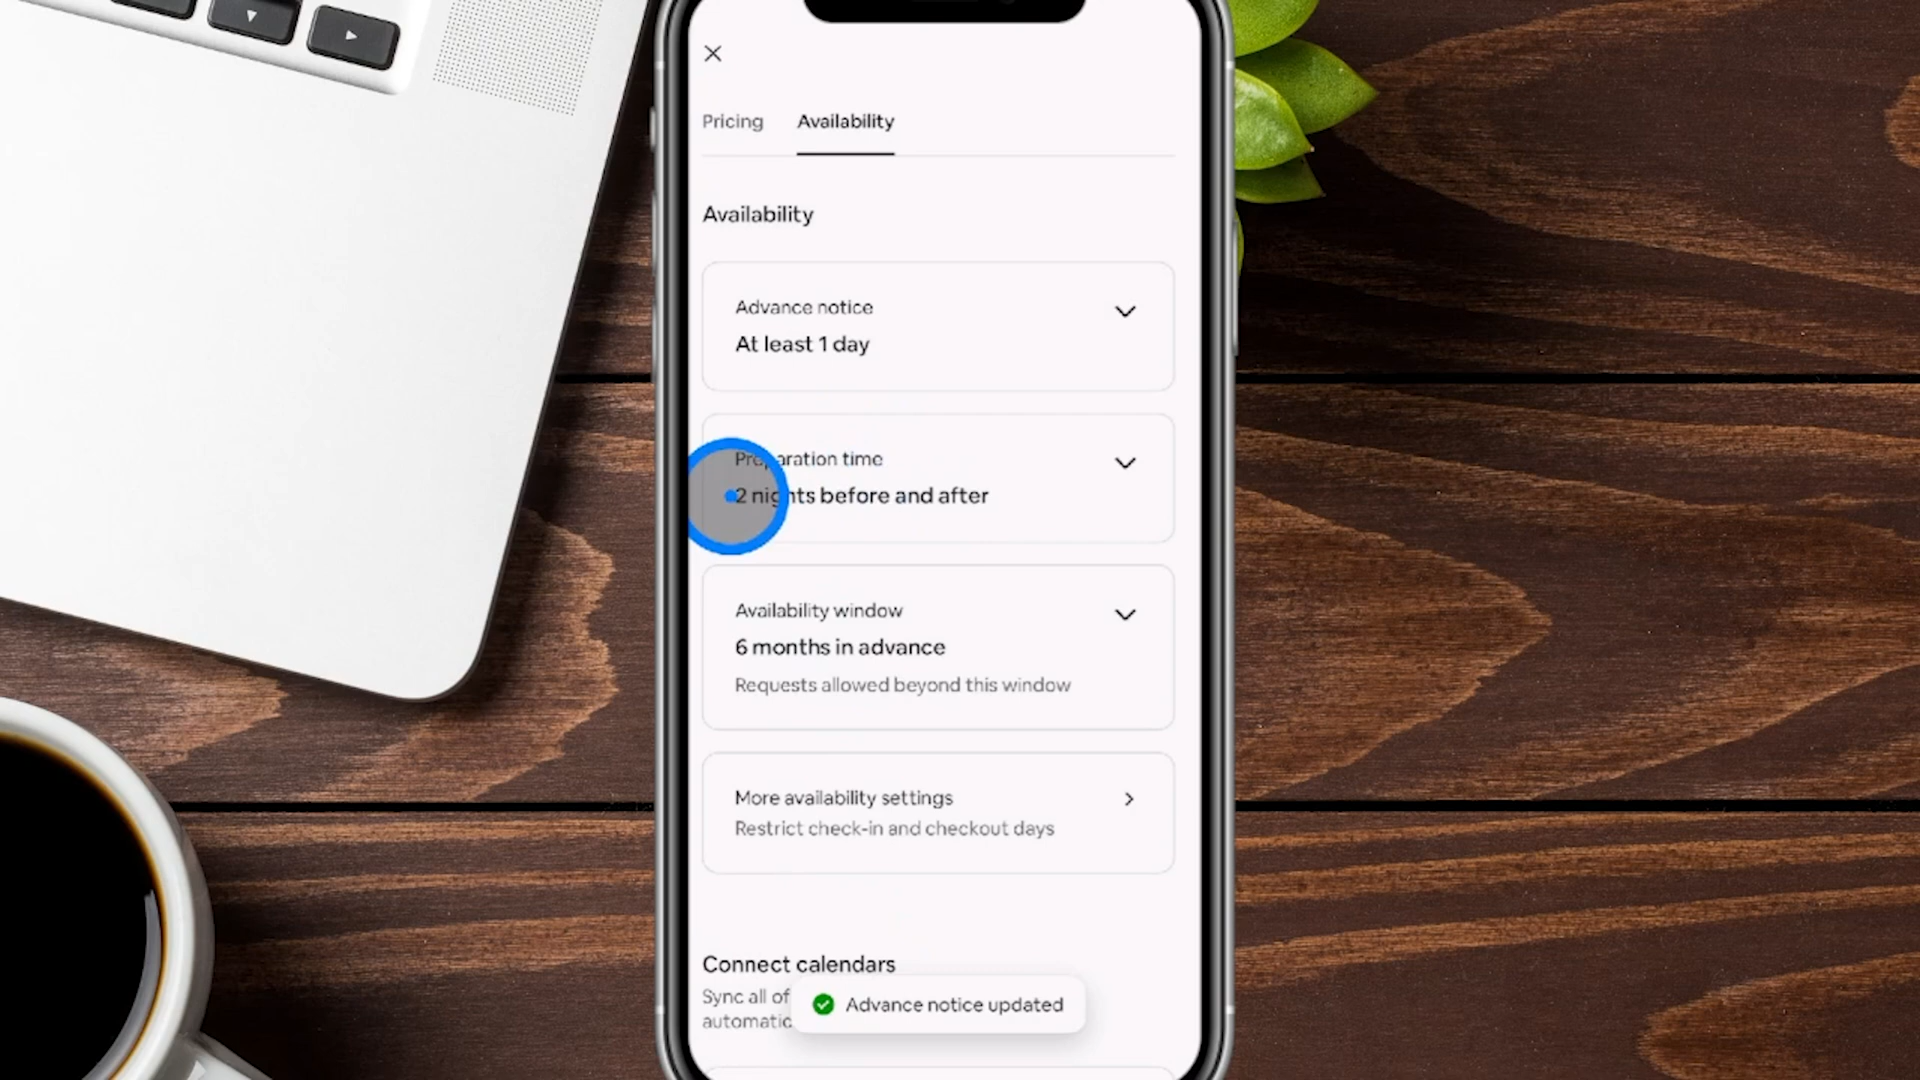 Pricing Availability
Availability
Advance notice
At least 1 day
Preparation time
2 nights before and after
Availability window
6 months in advance
Requests allowed beyond this window
More availability settings
Restrict check-in and checkout days
Connect calendars
Sync all of
automatic
Advance notice updated